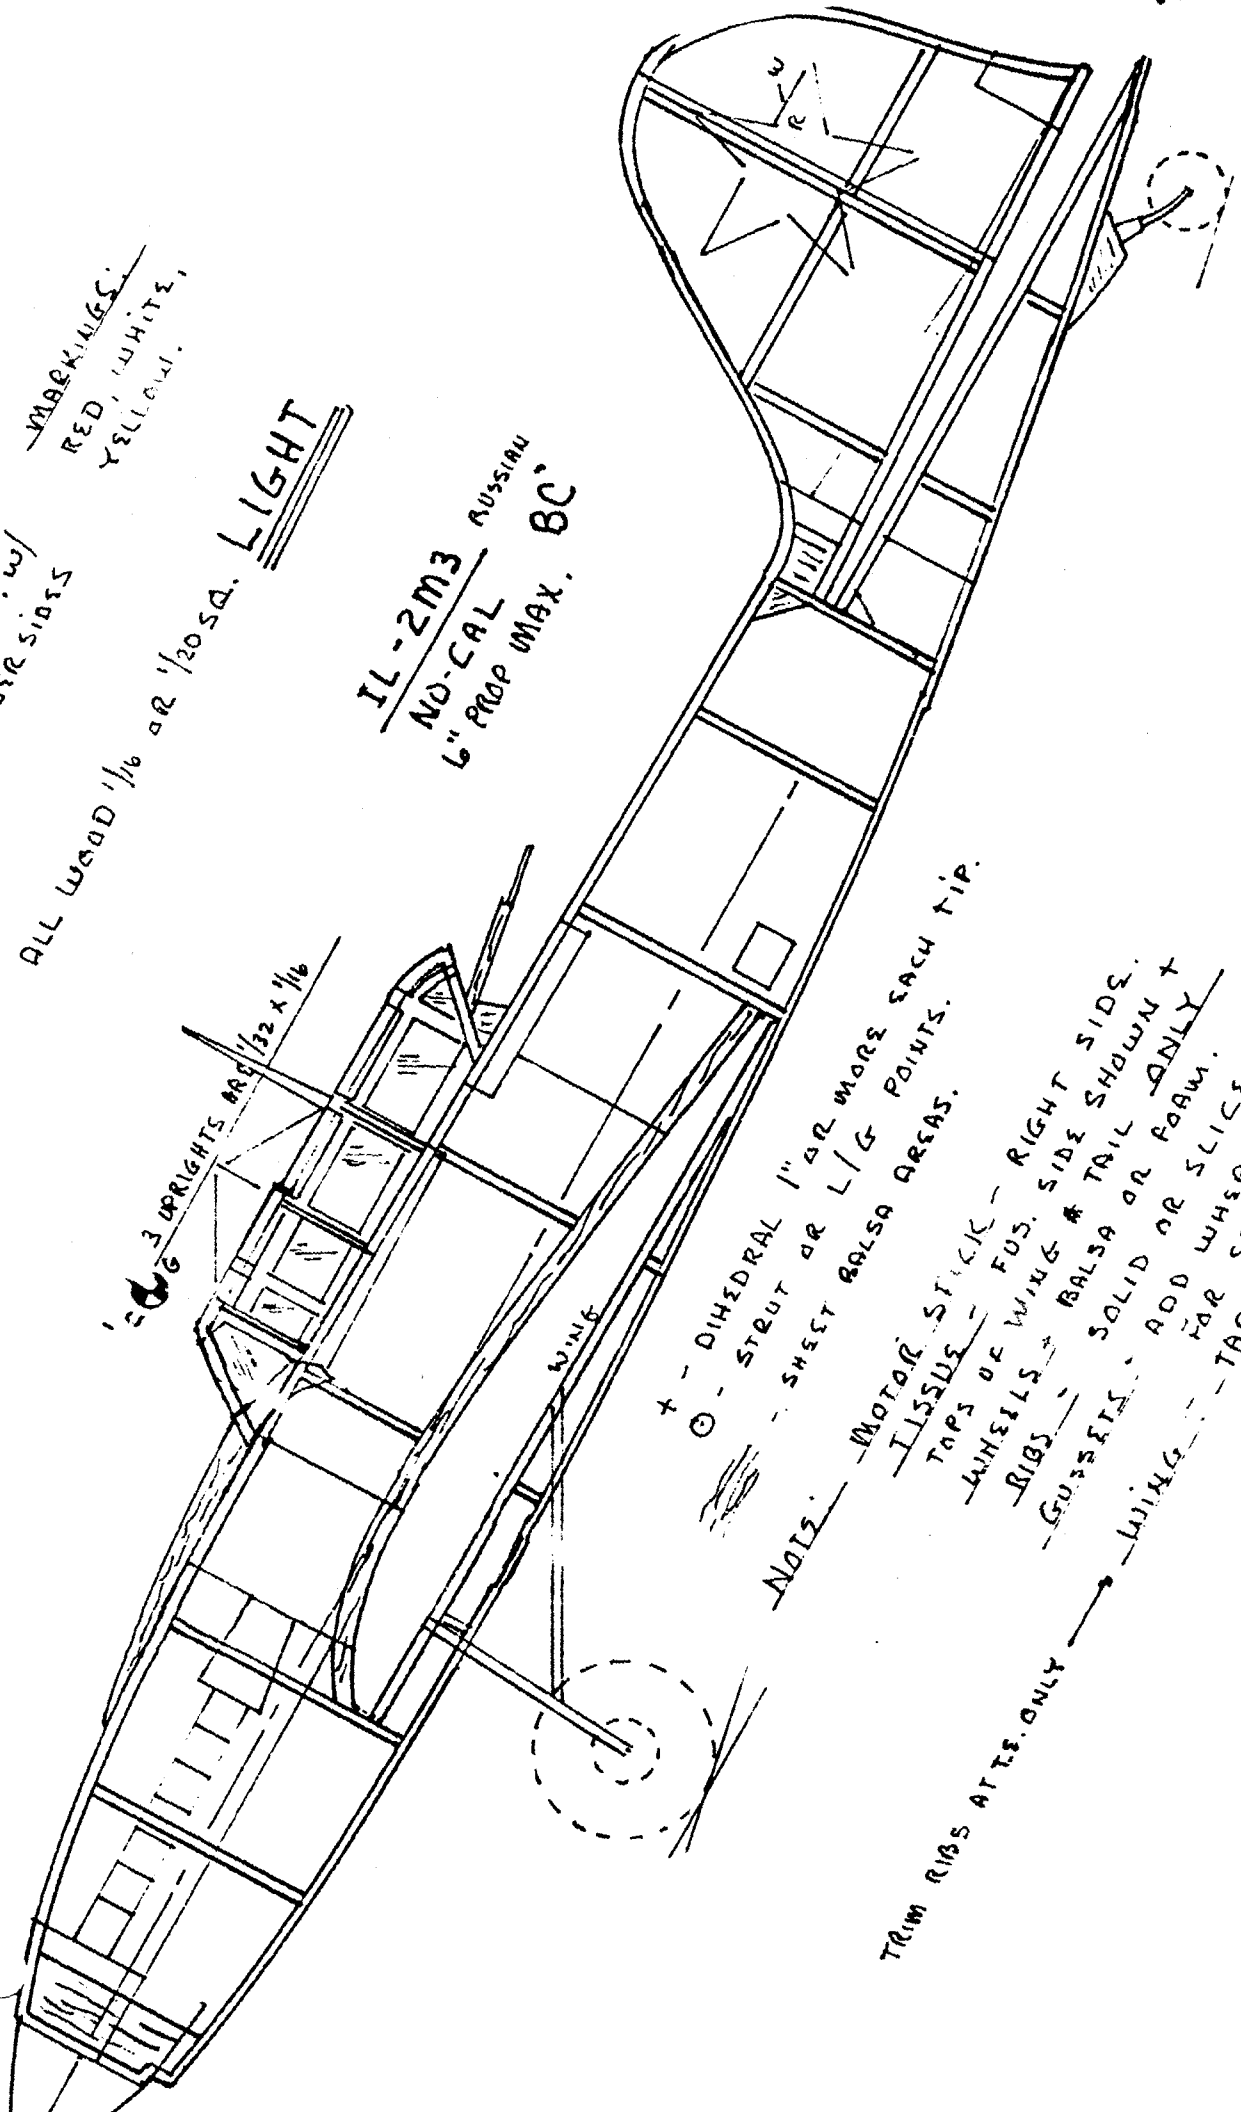 MARKINGS:
RED, WHITE,
YELLOW.
W/
SIDES
ALL WOOD 1/16 OR 1/20 SQ. LIGHT
IL-2M3 RUSSIAN
NO-CAL BC'
6" PROP MAX.
3 UPRIGHTS ARE 1/32 X 1/16
= G
W
R
WING
+ - DIHEDRAL 1" OR MORE EACH TIP.
⊙ - STRUT OR L/G POINTS.
- SHEET BALSA AREAS.
NOTE: MOTOR STICK - RIGHT SIDE.
TISSUE - FUS. SIDE SHOWN +
TOPS OF WING & TAIL ONLY
WHEELS - BALSA OR FOAM.
RIBS - SOLID OR SLICE
GUSSETS - ADD
FOR
WING -
TRIM RIBS AT T.E. ONLY